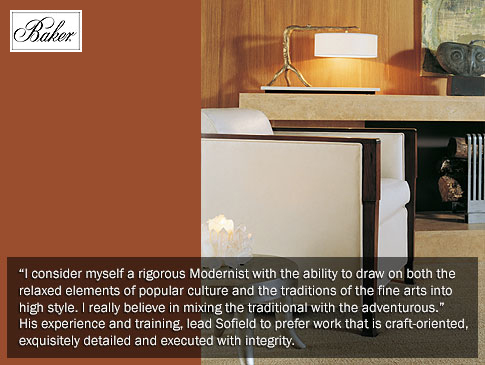 Baker.
“I consider myself a rigorous Modernist with the ability to draw on both the
relaxed elements of popular culture and the traditions of the fine arts into
high style. I really believe in mixing the traditional with the adventurous.”
His experience and training, lead Sofield to prefer work that is craft-oriented,
exquisitely detailed and executed with integrity.